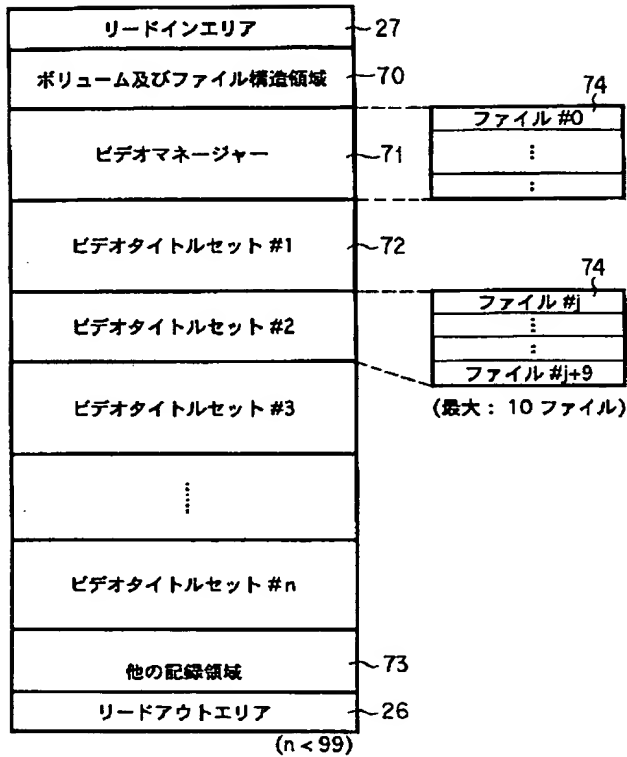 リードインエリア 27
ボリューム及びファイル構造領域 70
74
ファイル #0
ビデオマネージャー 71
ビデオタイトルセット #1 72
74
ファイル #j
ビデオタイトルセット #2
ファイル #j+9
(最大： 10 ファイル)
ビデオタイトルセット #3
ビデオタイトルセット #n
他の記録領域 73
リードアウトエリア 26
(n < 99)